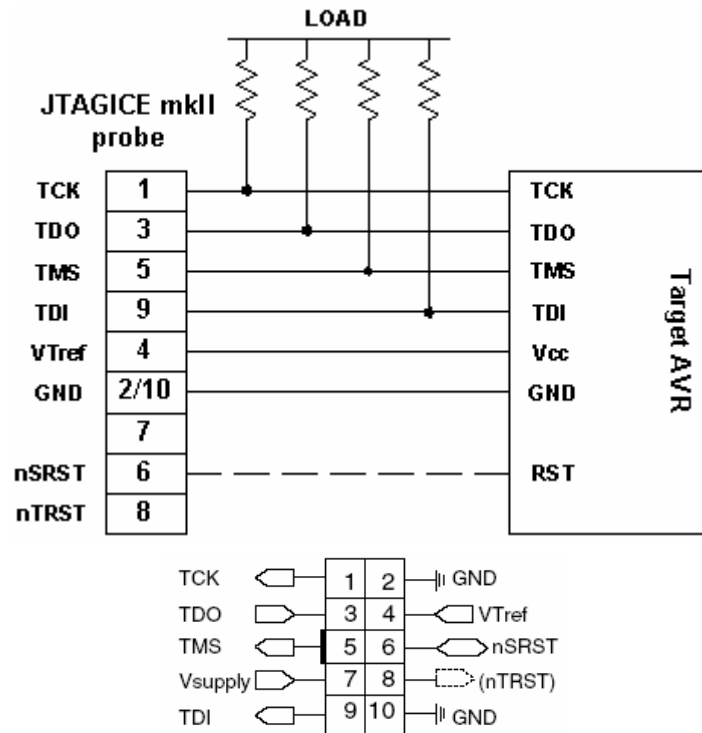 LOAD
JTAGICE mkII
probe
TCK 1 TCK
TDO 3 TDO
TMS 5 TMS
TDI 9 TDI
VTref 4 Vcc
GND 2/10 GND
7
nSRST 6 RST
nTRST 8
Target AVR
TCK 1 2 GND
TDO 3 4 VTref
TMS 5 6 nSRST
Vsupply 7 8 (nTRST)
TDI 9 10 GND